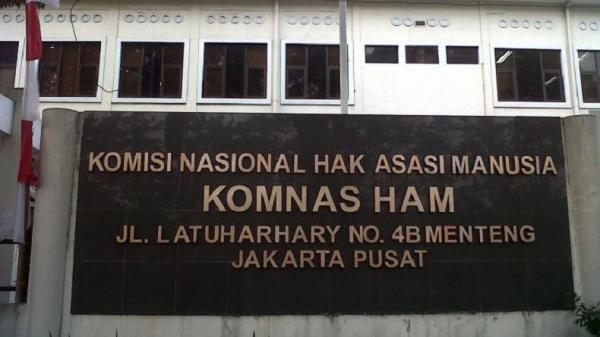 KOMISI NASIONAL HAK ASASI MANUSIA
KOMNAS HAM
JL. LATUHARHARY NO. 4B MENTENG
JAKARTA PUSAT